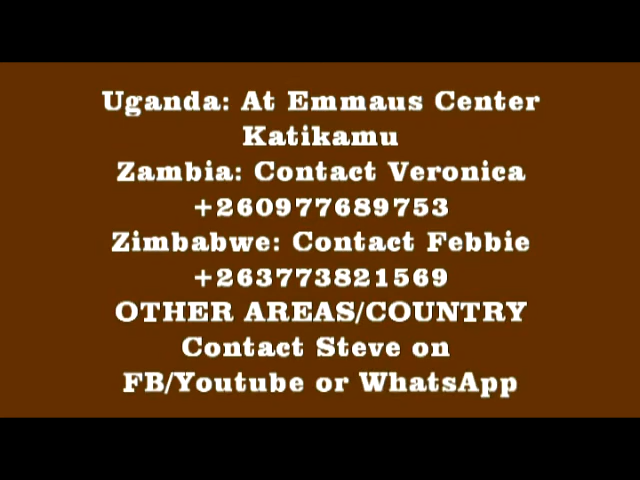 Uganda: At Emmaus Center
Katikamu
Zambia: Contact Veronica
+260977689753
Zimbabwe: Contact Febbie
+263773821569
OTHER AREAS/COUNTRY
Contact Steve on
FB/Youtube or WhatsApp